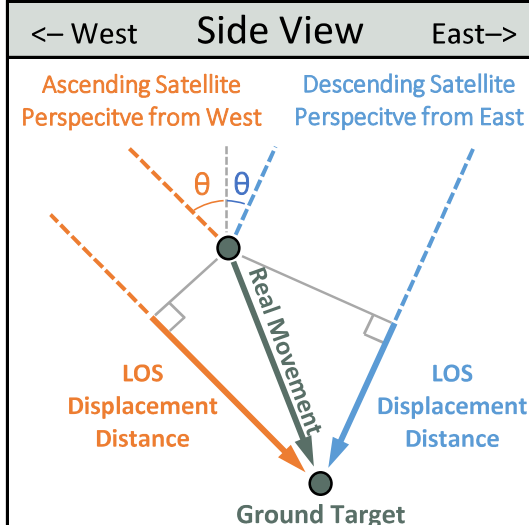 <– West Side View East–>
Ascending Satellite
Perspecitve from West
Descending Satellite
Perspecitve from East
θ θ
Real Movement
LOS
Displacement
Distance
LOS
Displacement
Distance
Ground Target